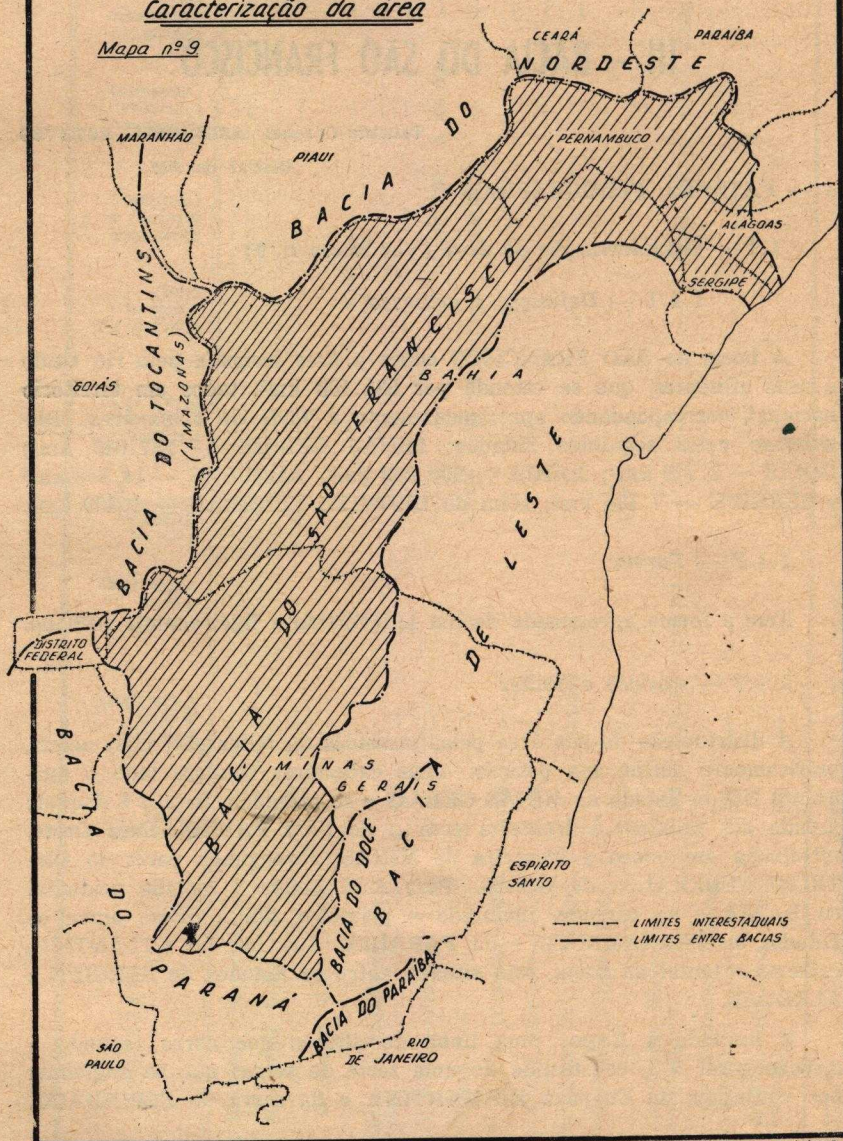 Caracterização da area
Mapa nº 9
CEARÁ
PARAÍBA
BACIA DO NORDESTE
MARANHÃO
PIAUI
PERNAMBUCO
ALAGOAS
SERGIPE
BACIA DO TOCANTINS
(AMAZONAS)
GOIÁS
BAHIA
BACIA DO SÃO FRANCISCO
BACIA DE LESTE
DISTRITO
FEDERAL
MINAS
GERAIS
BACIA DO PARANÁ
BACIA DO DOCE
ESPÍRITO
SANTO
LIMITES INTERESTADUAIS
LIMITES ENTRE BACIAS
BACIA DO PARAÍBA
SÃO
PAULO
RIO
DE JANEIRO